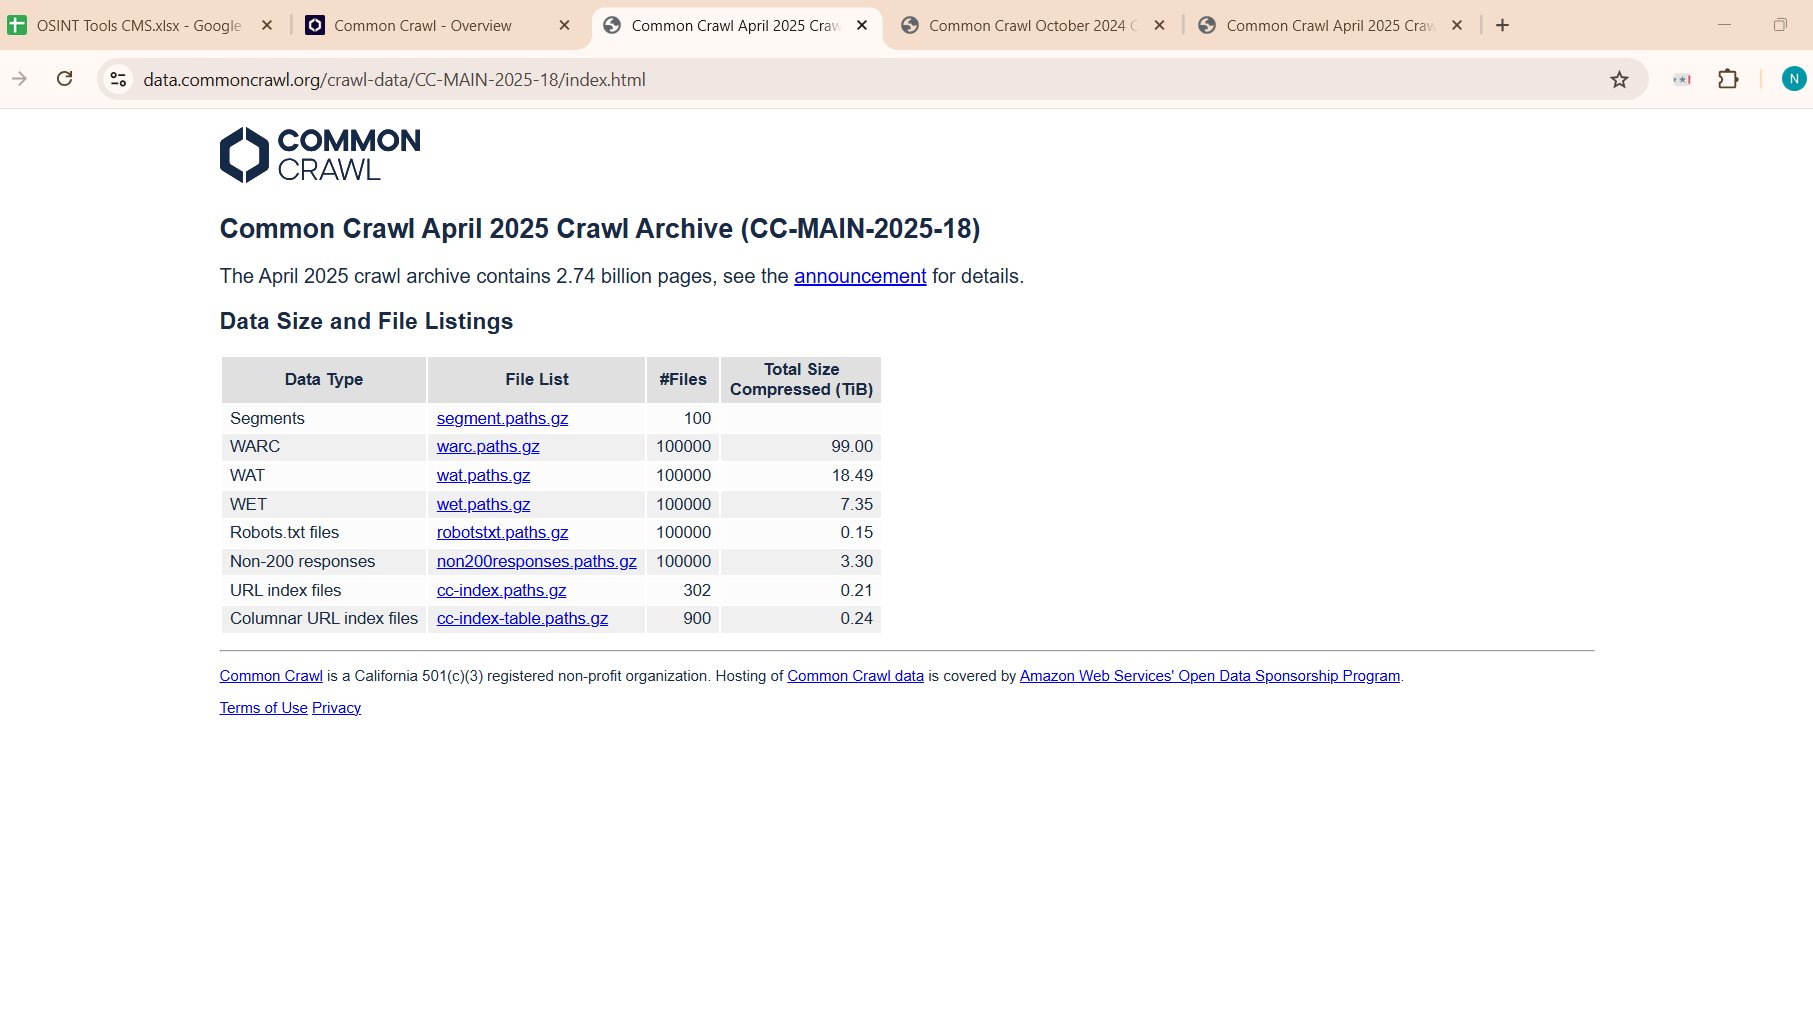 OSINT Tools CMS.xlsx - Google
Common Crawl - Overview
Common Crawl April 2025 Craw
Common Crawl October 2024 C
Common Crawl April 2025 Craw
data.commoncrawl.org/crawl-data/CC-MAIN-2025-18/index.html
N
COMMON
CRAWL
Common Crawl April 2025 Crawl Archive (CC-MAIN-2025-18)
The April 2025 crawl archive contains 2.74 billion pages, see the announcement for details.
Data Size and File Listings
Data Type File List #Files Total Size Compressed (TiB)
Segments segment.paths.gz 100
WARC warc.paths.gz 100000 99.00
WAT wat.paths.gz 100000 18.49
WET wet.paths.gz 100000 7.35
Robots.txt files robotstxt.paths.gz 100000 0.15
Non-200 responses non200responses.paths.gz 100000 3.30
URL index files cc-index.paths.gz 302 0.21
Columnar URL index files cc-index-table.paths.gz 900 0.24
Common Crawl is a California 501(c)(3) registered non-profit organization. Hosting of Common Crawl data is covered by Amazon Web Services' Open Data Sponsorship Program.
Terms of Use Privacy